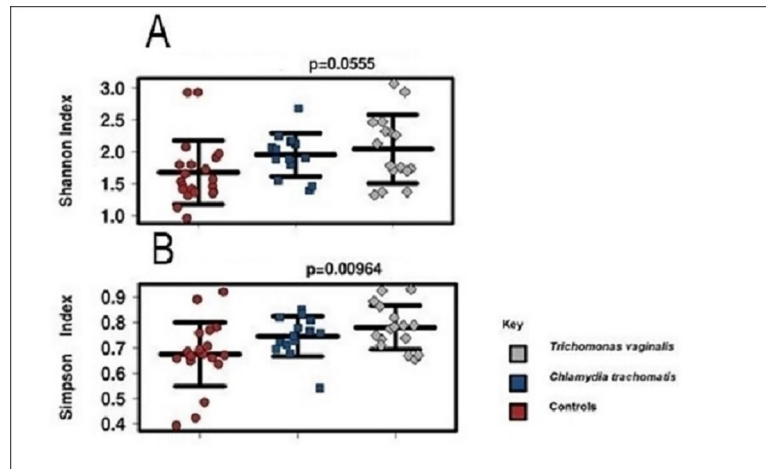 A
p=0.0555
Shannon Index
3.0
2.5
2.0
1.5
1.0
B
p=0.00964
Simpson Index
0.9
0.8
0.7
0.6
0.5
0.4
Key
Trichomonas vaginalis
Chlamydia trachomatis
Controls